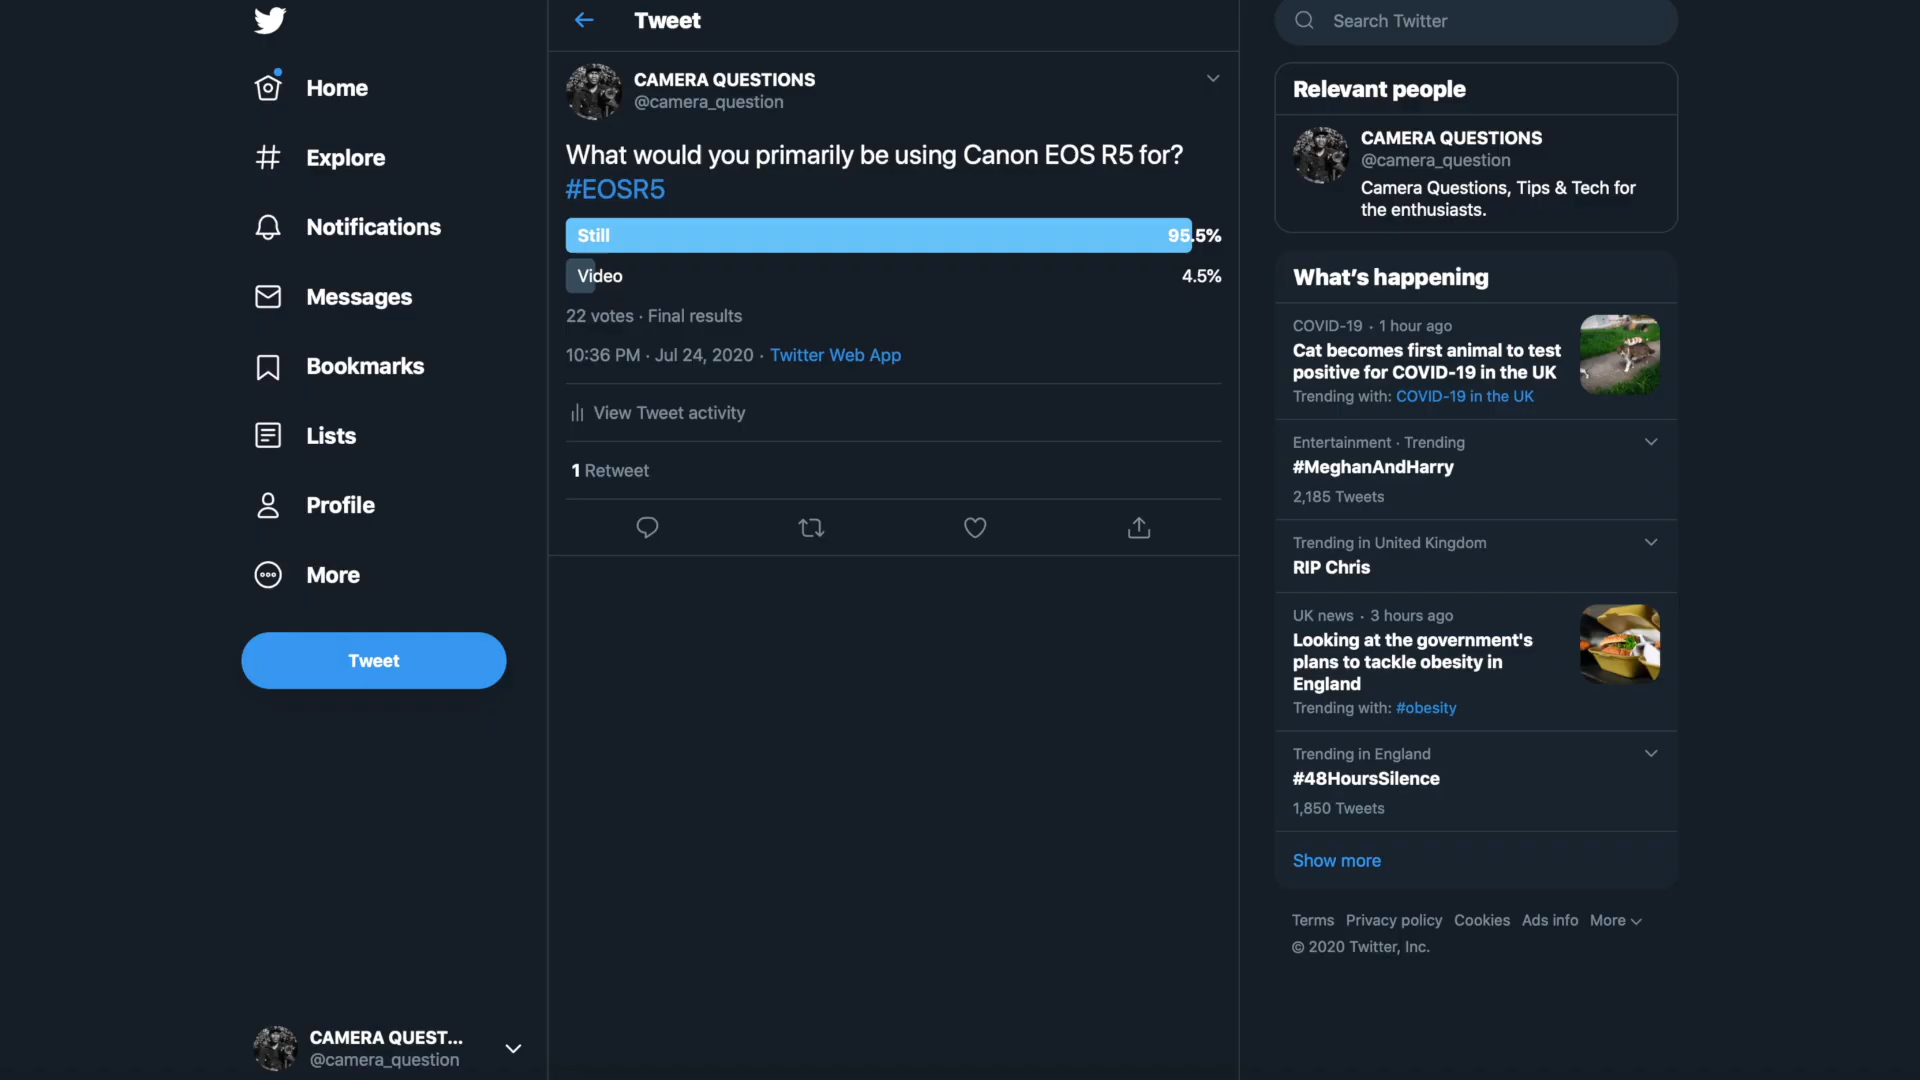 Home
Explore
Notifications
Messages
Bookmarks
Lists
Profile
More
Tweet
CAMERA QUEST...
@camera_question
Tweet
CAMERA QUESTIONS
@camera_question
What would you primarily be using Canon EOS R5 for?
#EOSR5
Still 95.5%
Video 4.5%
22 votes · Final results
10:36 PM · Jul 24, 2020 · Twitter Web App
View Tweet activity
1 Retweet
Search Twitter
Relevant people
CAMERA QUESTIONS
@camera_question
Camera Questions, Tips & Tech for
the enthusiasts.
What's happening
COVID-19 · 1 hour ago
Cat becomes first animal to test
positive for COVID-19 in the UK
Trending with: COVID-19 in the UK
Entertainment · Trending
#MeghanAndHarry
2,185 Tweets
Trending in United Kingdom
RIP Chris
UK news · 3 hours ago
Looking at the government's
plans to tackle obesity in
England
Trending with: #obesity
Trending in England
#48HoursSilence
1,850 Tweets
Show more
Terms Privacy policy Cookies Ads info More
© 2020 Twitter, Inc.